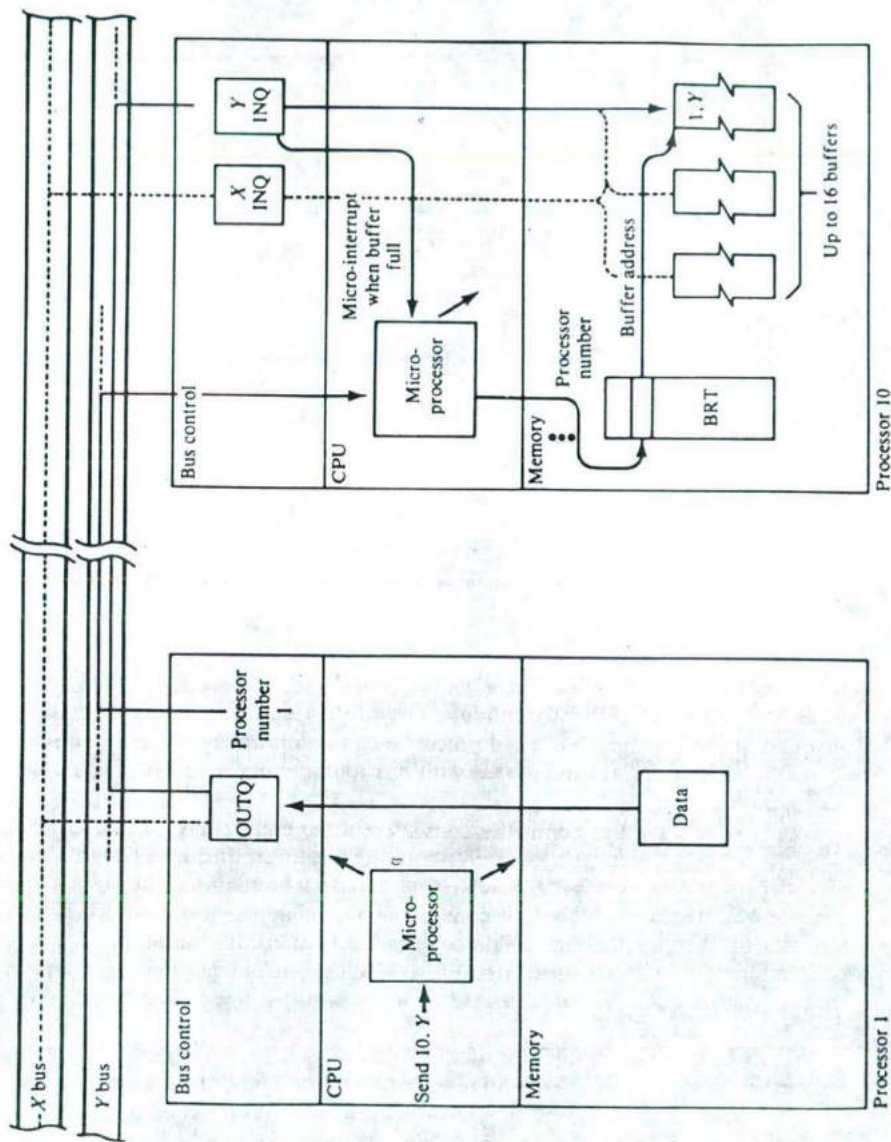 X bus
Y bus
Bus control
OUTQ
Processor
number
CPU
Micro-
processor
Send 10, Y
Memory
Data
Processor 1
Bus control
X
INQ
Y
INQ
CPU
Micro-
processor
Micro-interrupt
when buffer
full
Memory
Processor
number
BRT
Buffer address
1, Y
Up to 16 buffers
Processor 10